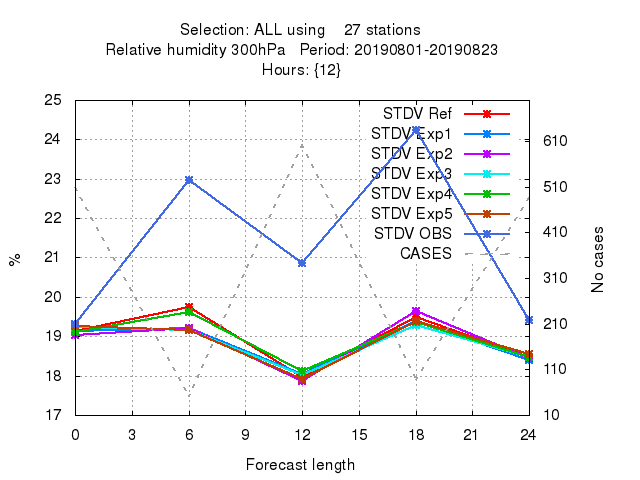 Selection: ALL using 27 stations
Relative humidity 300hPa Period: 20190801-20190823
Hours: {12}
STDV Ref
STDV Exp1
STDV Exp2
STDV Exp3
STDV Exp4
STDV Exp5
STDV OBS
CASES
%
25
24
23
22
21
20
19
18
17
No cases
610
510
410
310
210
110
10
0 3 6 9 12 15 18 21 24
Forecast length